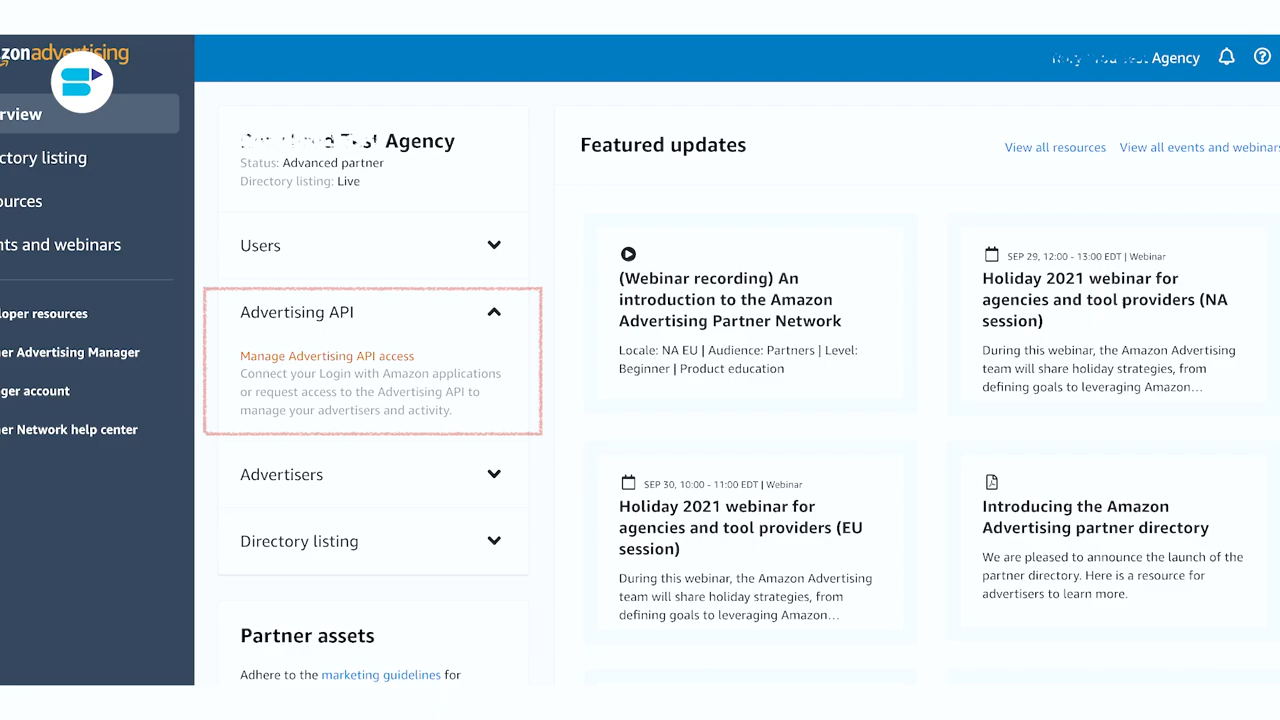 zonadvertising
rview
ctory listing
ources
nts and webinars
loper resources
er Advertising Manager
ger account
er Network help center
Agency
Agency
Status: Advanced partner
Directory listing: Live
Users
Advertising API
Manage Advertising API access
Connect your Login with Amazon applications
or request access to the Advertising API to
manage your advertisers and activity.
Advertisers
Directory listing
Partner assets
Adhere to the marketing guidelines for
Featured updates
View all resources
View all events and webinars
(Webinar recording) An
introduction to the Amazon
Advertising Partner Network
Locale: NA EU | Audience: Partners | Level:
Beginner | Product education
SEP 29, 12:00 - 13:00 EDT | Webinar
Holiday 2021 webinar for
agencies and tool providers (NA
session)
During this webinar, the Amazon Advertising
team will share holiday strategies, from
defining goals to leveraging Amazon...
SEP 30, 10:00 - 11:00 EDT | Webinar
Holiday 2021 webinar for
agencies and tool providers (EU
session)
During this webinar, the Amazon Advertising
team will share holiday strategies, from
defining goals to leveraging Amazon...
Introducing the Amazon
Advertising partner directory
We are pleased to announce the launch of the
partner directory. Here is a resource for
advertisers to learn more.